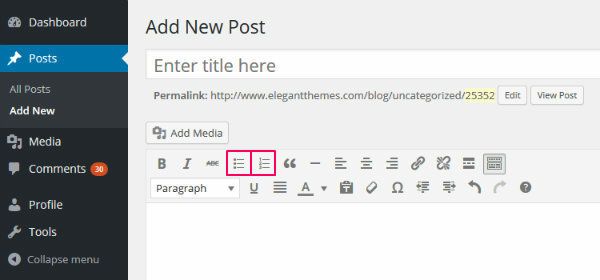 Dashboard
Posts
All Posts
Add New
Media
Comments 30
Profile
Tools
Collapse menu
Add New Post
Enter title here
Permalink: http://www.elegantthemes.com/blog/uncategorized/25352 Edit View Post
Add Media
B I ABC
Paragraph U A Ω ?